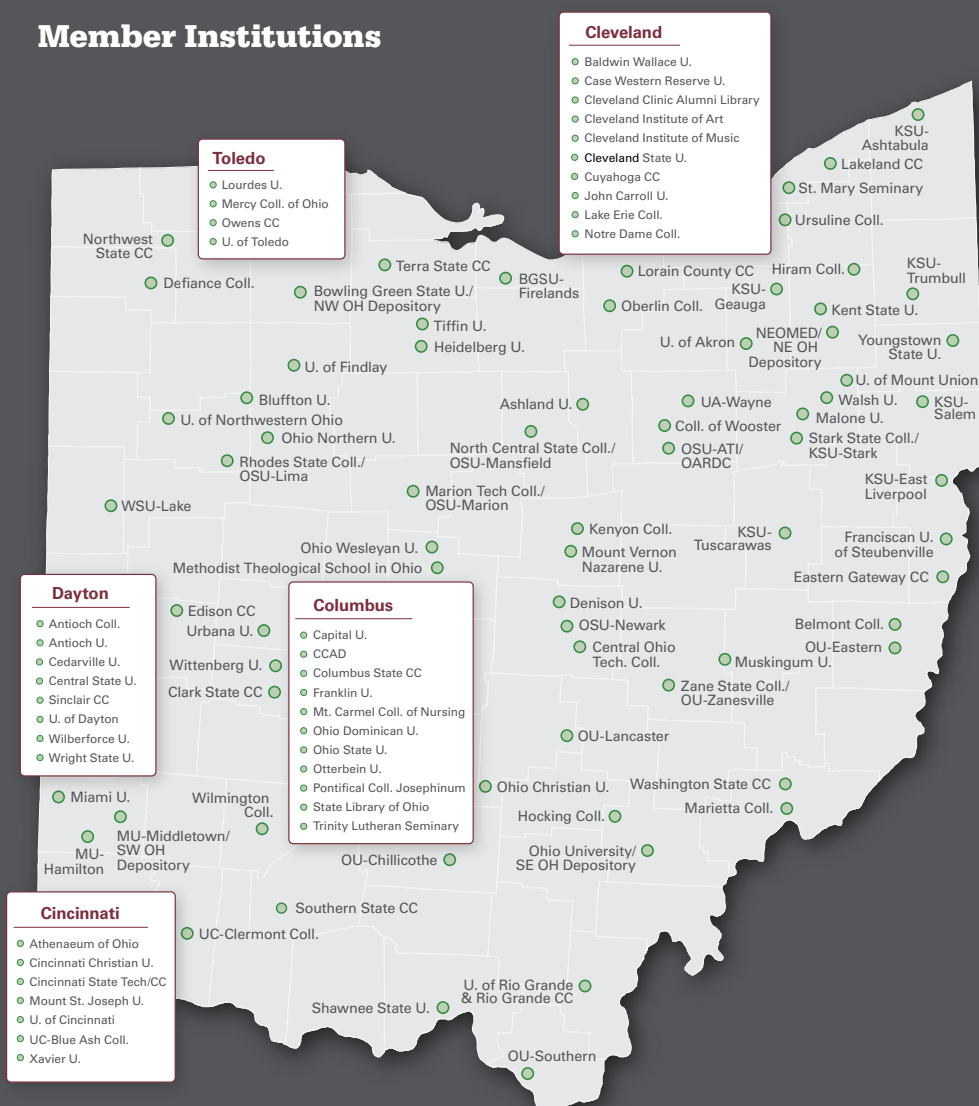 Member Institutions
Cleveland
Baldwin Wallace U.
Case Western Reserve U.
Cleveland Clinic Alumni Library
Cleveland Institute of Art
Cleveland Institute of Music
Cleveland State U.
Cuyahoga CC
John Carroll U.
Lake Erie Coll.
Notre Dame Coll.
Toledo
Lourdes U.
Mercy Coll. of Ohio
Owens CC
U. of Toledo
KSU-
Ashtabula
Lakeland CC
St. Mary Seminary
Ursuline Coll.
Northwest
State CC
Defiance Coll.
Terra State CC
Bowling Green State U./
NW OH Depository
BGSU-
Firelands
Lorain County CC
Oberlin Coll.
Hiram Coll.
KSU-
Geauga
KSU-
Trumbull
Kent State U.
Tiffin U.
Heidelberg U.
U. of Akron
NEOMED/
NE OH
Depository
Youngstown
State U.
U. of Findlay
U. of Mount Union
Bluffton U.
U. of Northwestern Ohio
Ohio Northern U.
Rhodes State Coll./
OSU-Lima
Ashland U.
North Central State Coll./
OSU-Mansfield
UA-Wayne
Coll. of Wooster
OSU-ATI/
OARDC
Walsh U.
Malone U.
Stark State Coll./
KSU-Stark
KSU-
Salem
KSU-East
Liverpool
WSU-Lake
Marion Tech Coll./
OSU-Marion
Kenyon Coll.
Mount Vernon
Nazarene U.
KSU-
Tuscarawas
Franciscan U.
of Steubenville
Eastern Gateway CC
Ohio Wesleyan U.
Methodist Theological School in Ohio
Dayton
Antioch Coll.
Antioch U.
Cedarville U.
Central State U.
Sinclair CC
U. of Dayton
Wilberforce U.
Wright State U.
Edison CC
Urbana U.
Wittenberg U.
Clark State CC
Columbus
Capital U.
CCAD
Columbus State CC
Franklin U.
Mt. Carmel Coll. of Nursing
Ohio Dominican U.
Ohio State U.
Otterbein U.
Pontifical Coll. Josephinum
State Library of Ohio
Trinity Lutheran Seminary
Denison U.
OSU-Newark
Central Ohio
Tech. Coll.
Belmont Coll.
OU-Eastern
Muskingum U.
Zane State Coll./
OU-Zanesville
OU-Lancaster
Ohio Christian U.
Washington State CC
Marietta Coll.
Hocking Coll.
Ohio University/
SE OH Depository
Miami U.
MU-
Hamilton
MU-Middletown/
SW OH
Depository
Wilmington
Coll.
OU-Chillicothe
Southern State CC
UC-Clermont Coll.
Cincinnati
Athenaeum of Ohio
Cincinnati Christian U.
Cincinnati State Tech/CC
Mount St. Joseph U.
U. of Cincinnati
UC-Blue Ash Coll.
Xavier U.
U. of Rio Grande
& Rio Grande CC
Shawnee State U.
OU-Southern